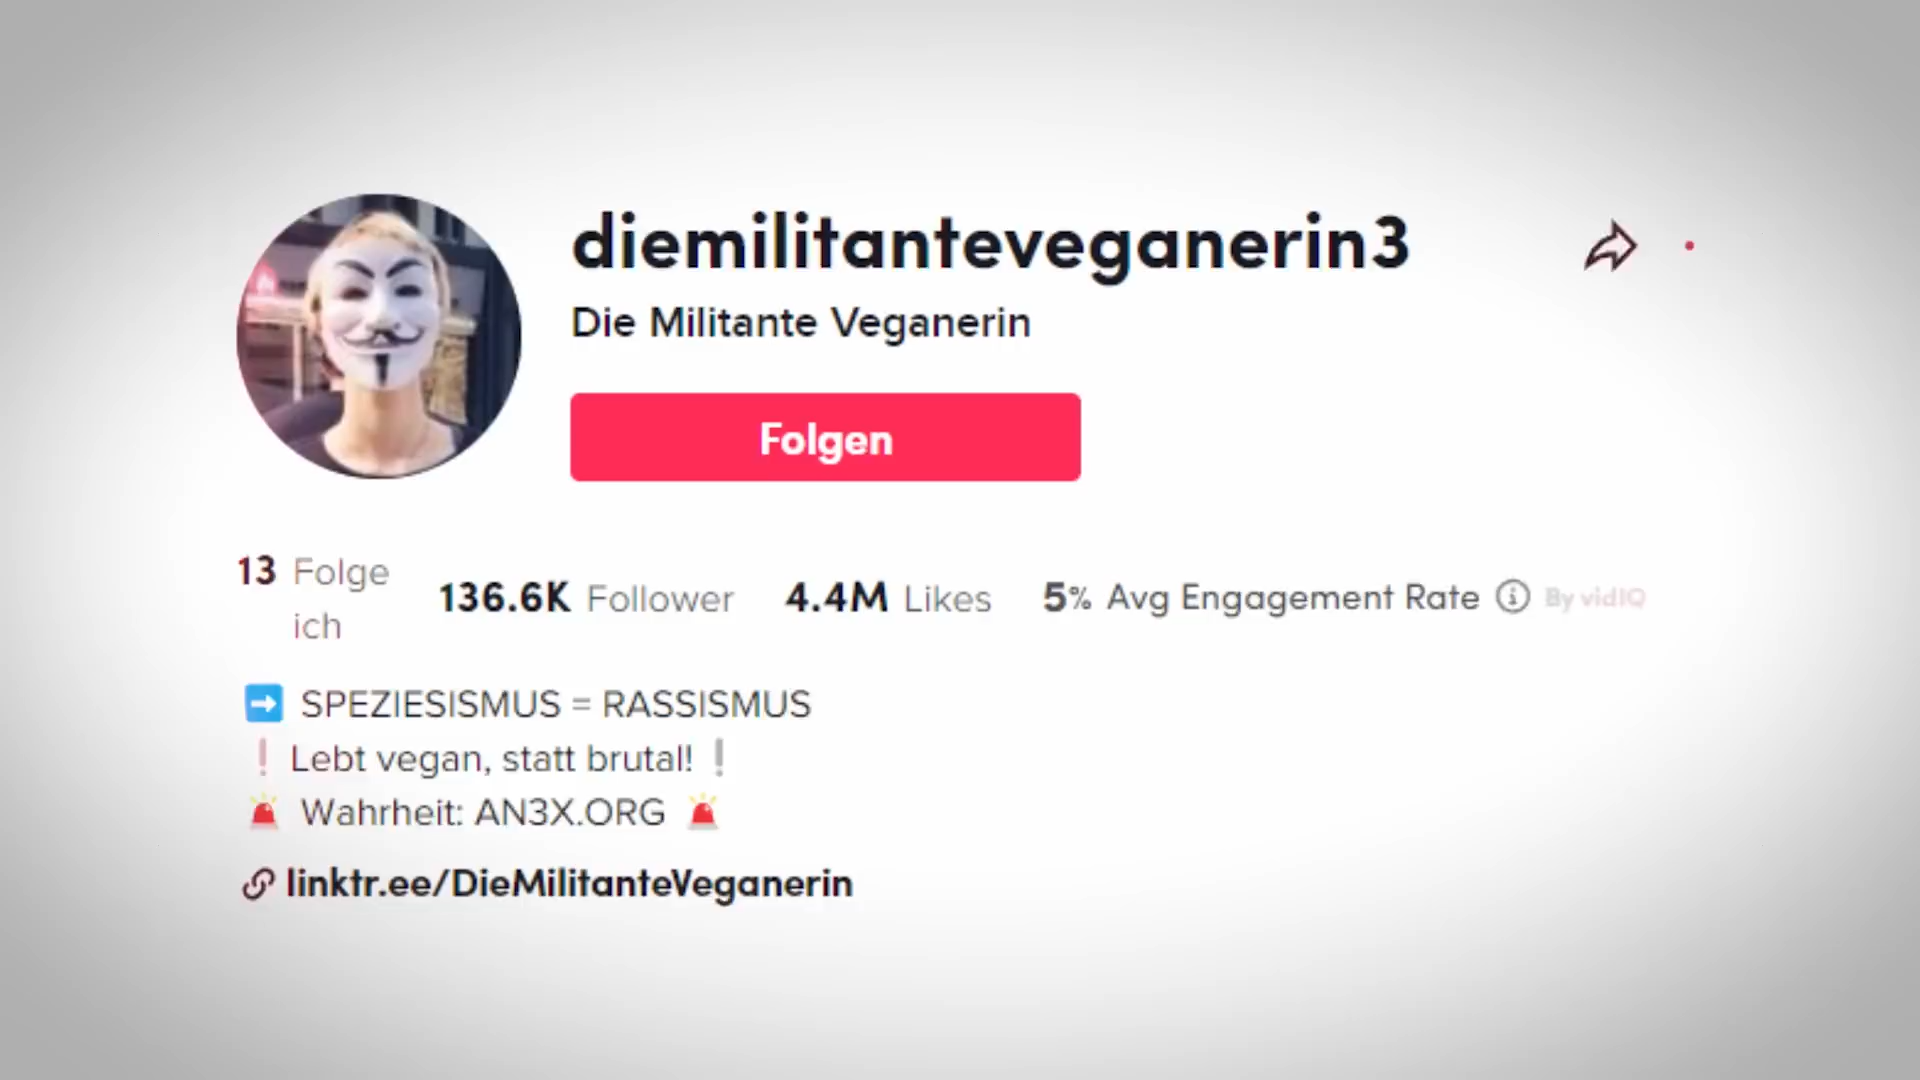 diemilitanteveganerin3
Die Militante Veganerin
Folgen
13 Folge ich
136.6K Follower
4.4M Likes
5% Avg Engagement Rate
By vidIQ
SPEZIESISMUS = RASSISMUS
❗ Lebt vegan, statt brutal! ❕
Wahrheit: AN3X.ORG
linktr.ee/DieMilitanteVeganerin